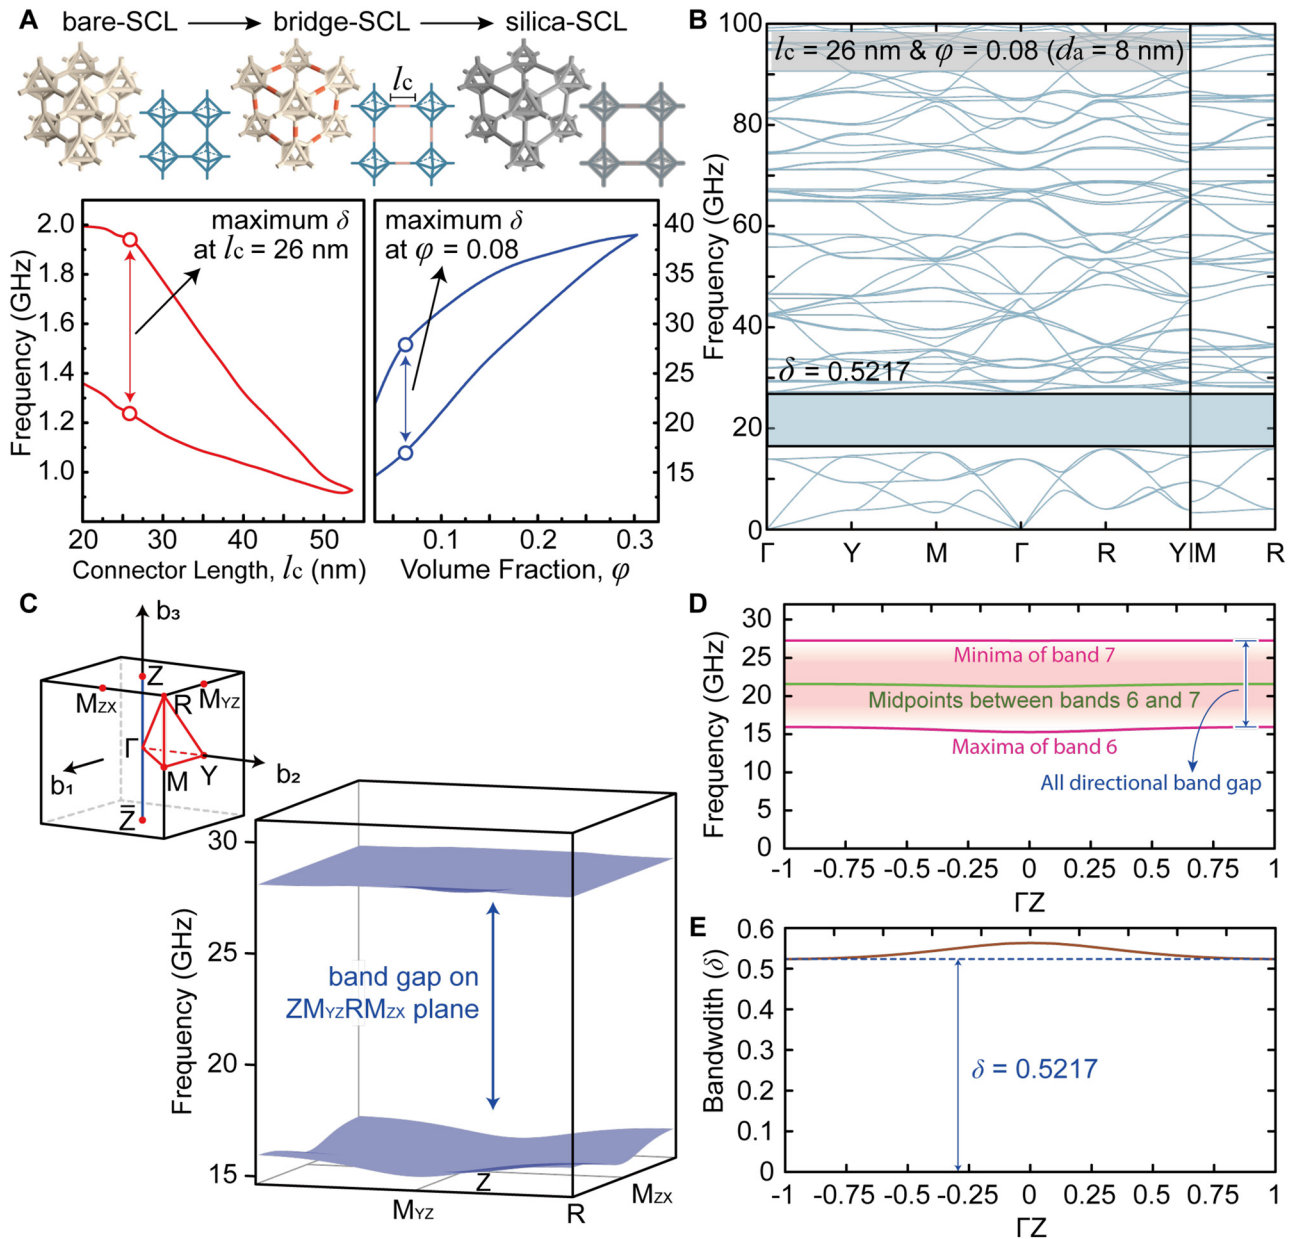 A
bare-SCL
bridge-SCL
silica-SCL
lc
2.0
1.8
1.6
1.4
1.2
1.0
Frequency (GHz)
maximum δ
at lc = 26 nm
20 30 40 50
Connector Length, lc (nm)
maximum δ
at φ = 0.08
40
35
30
25
20
15
0.1 0.2 0.3
Volume Fraction, φ
B
100
80
60
40
20
0
Frequency (GHz)
lc = 26 nm & φ = 0.08 (da = 8 nm)
δ = 0.5217
Γ Y M Γ R Y|M R
C
b3
Z
MZX
R
MYZ
Γ
b1
M
Y
b2
Z̅
30
25
20
15
Frequency (GHz)
band gap on
ZMYZRMZX plane
Z
MYZ
R
MZX
D
30
25
20
15
10
5
0
Frequency (GHz)
Minima of band 7
Midpoints between bands 6 and 7
Maxima of band 6
All directional band gap
-1 -0.75 -0.5 -0.25 0 0.25 0.5 0.75 1
ΓZ
E
0.6
0.5
0.4
0.3
0.2
0.1
0
Bandwdith (δ)
δ = 0.5217
-1 -0.75 -0.5 -0.25 0 0.25 0.5 0.75 1
ΓZ